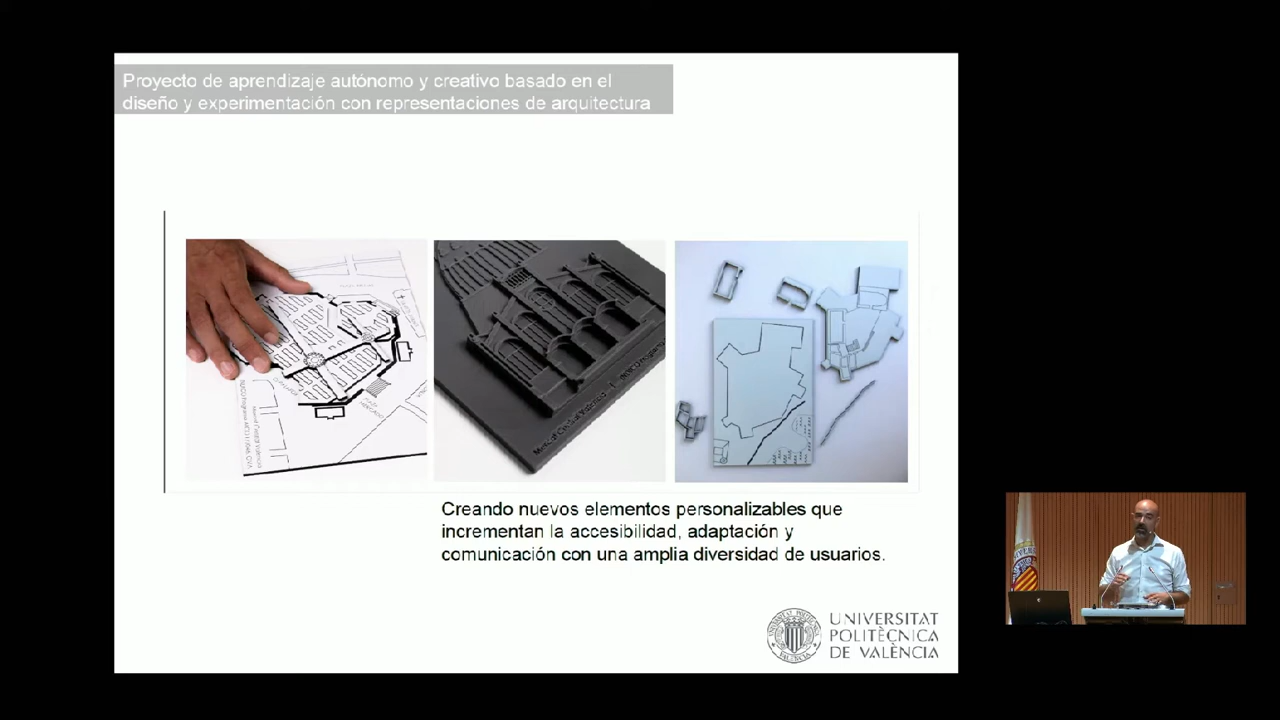 Proyecto de aprendizaje autónomo y creativo basado en el
diseño y experimentación con representaciones de arquitectura
Creando nuevos elementos personalizables que
incrementan la accesibilidad, adaptación y
comunicación con una amplia diversidad de usuarios.
UNIVERSITAT
POLITÈCNICA
DE VALÈNCIA